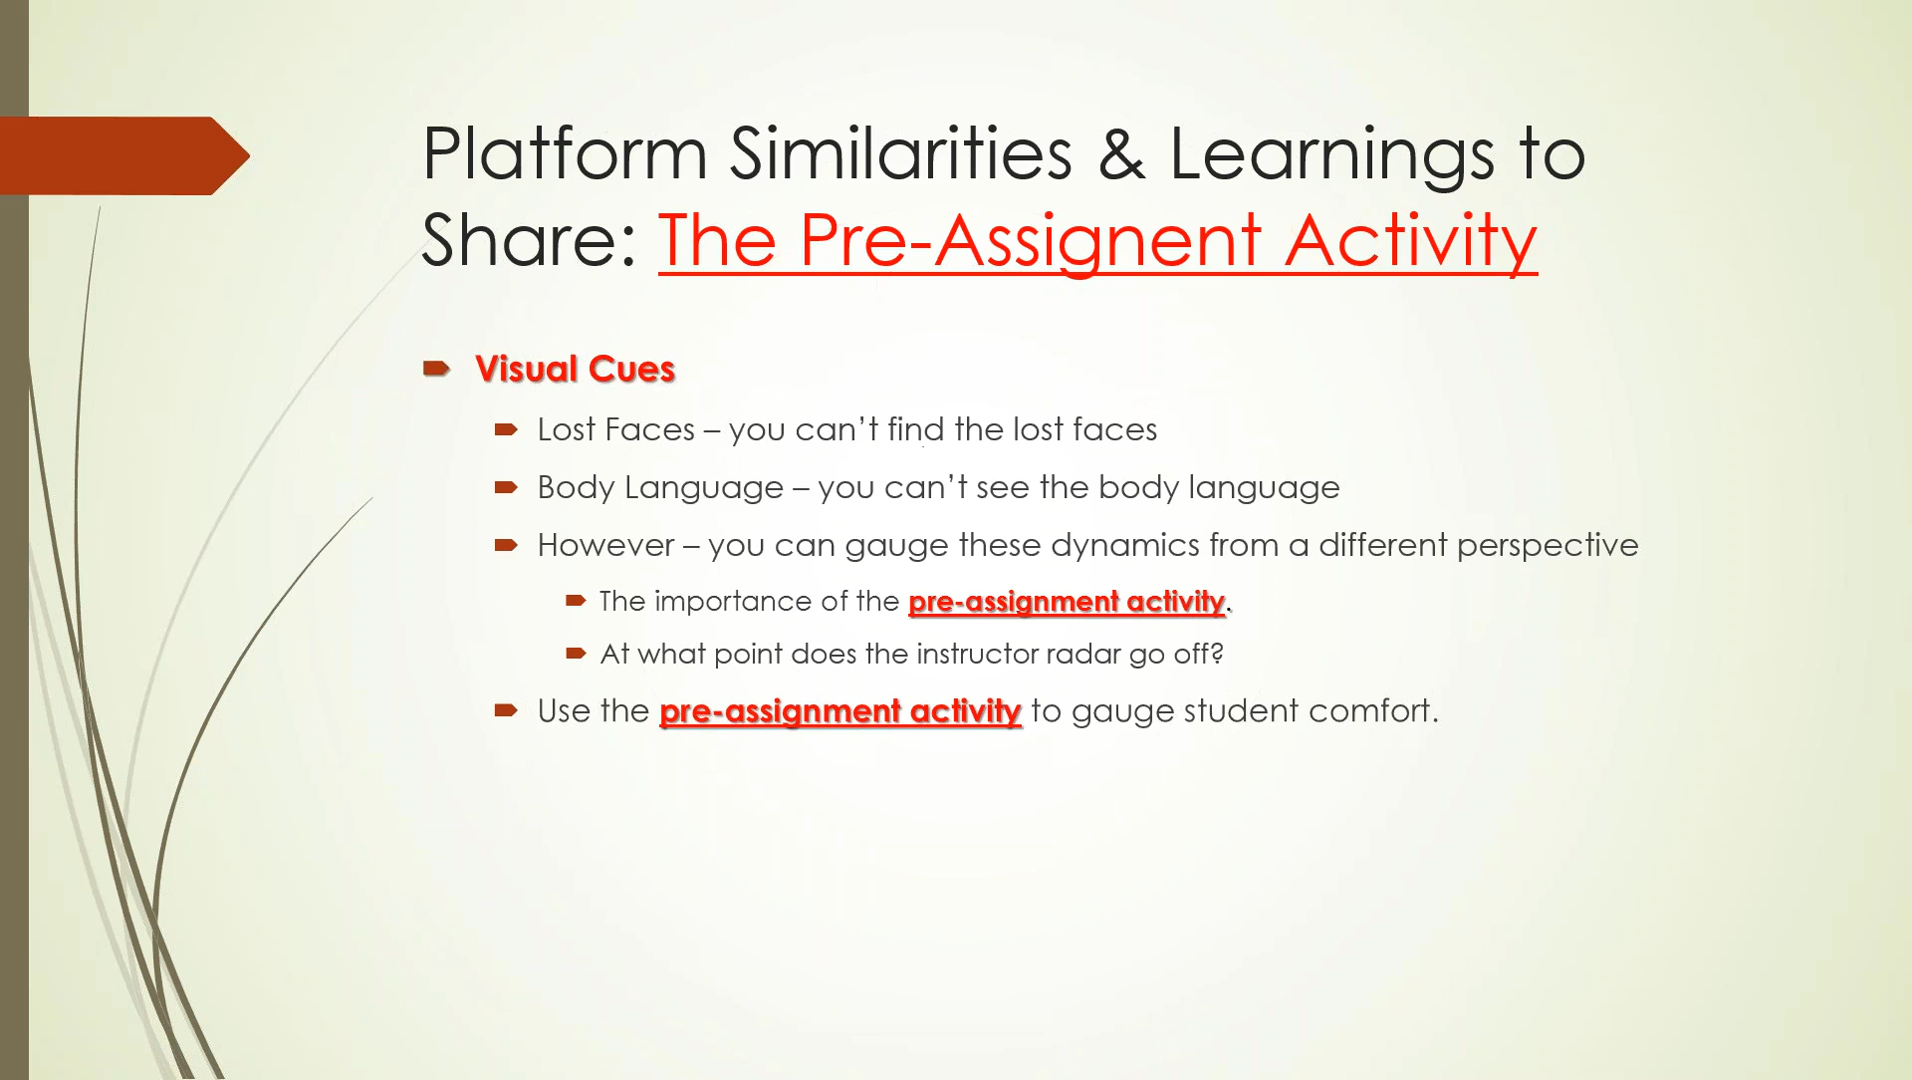 Platform Similarities & Learnings to
Share: The Pre-Assignent Activity
Visual Cues
Lost Faces – you can’t find the lost faces
Body Language – you can’t see the body language
However – you can gauge these dynamics from a different perspective
The importance of the pre-assignment activity.
At what point does the instructor radar go off?
Use the pre-assignment activity to gauge student comfort.